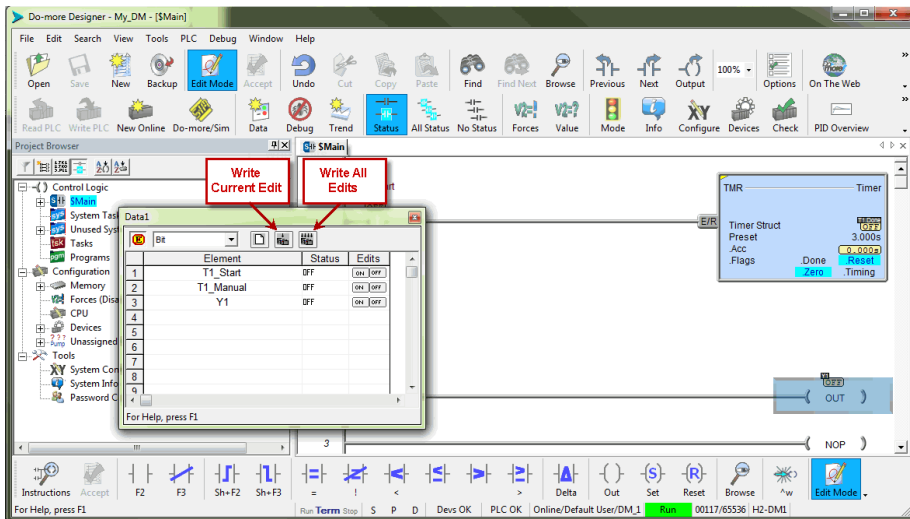 Do-more Designer - My_DM - [$Main]
File Edit Search View Tools PLC Debug Window Help
Open Save New Backup Edit Mode Accept Undo Cut Copy Paste Find Find Next Browse Previous Next Output 100% Options On The Web
Read PLC Write PLC New Online Do-more/Sim Data Debug Trend Status All Status No Status Forces Value Mode Info Configure Devices Check PID Overview
Project Browser
$Main
Write
Current Edit
Write All
Edits
Control Logic
$Main
System Tas
Unused Sys
Tasks
Programs
Configuration
Memory
Forces (Disa
CPU
Devices
Unassigned
Tools
System Con
System Info
Password C
Data1
Bit
Element Status Edits
1 T1_Start OFF ON OFF
2 T1_Manual OFF ON OFF
3 Y1 OFF ON OFF
4
5
6
7
8
9
For Help, press F1
E/R
TMR Timer
Timer Struct OFF
Preset 3.000s
.Acc 0.000s
.Flags .Done .Reset
.Zero .Timing
OFF
OUT
3 NOP
Instructions Accept F2 F3 Sh+F2 Sh+F3 = ! < > Delta Out Set Reset Browse ^w Edit Mode
For Help, press F1 Run Term Stop S P D Devs OK PLC OK Online/Default User/DM_1 Run 00117/65536 H2-DM1